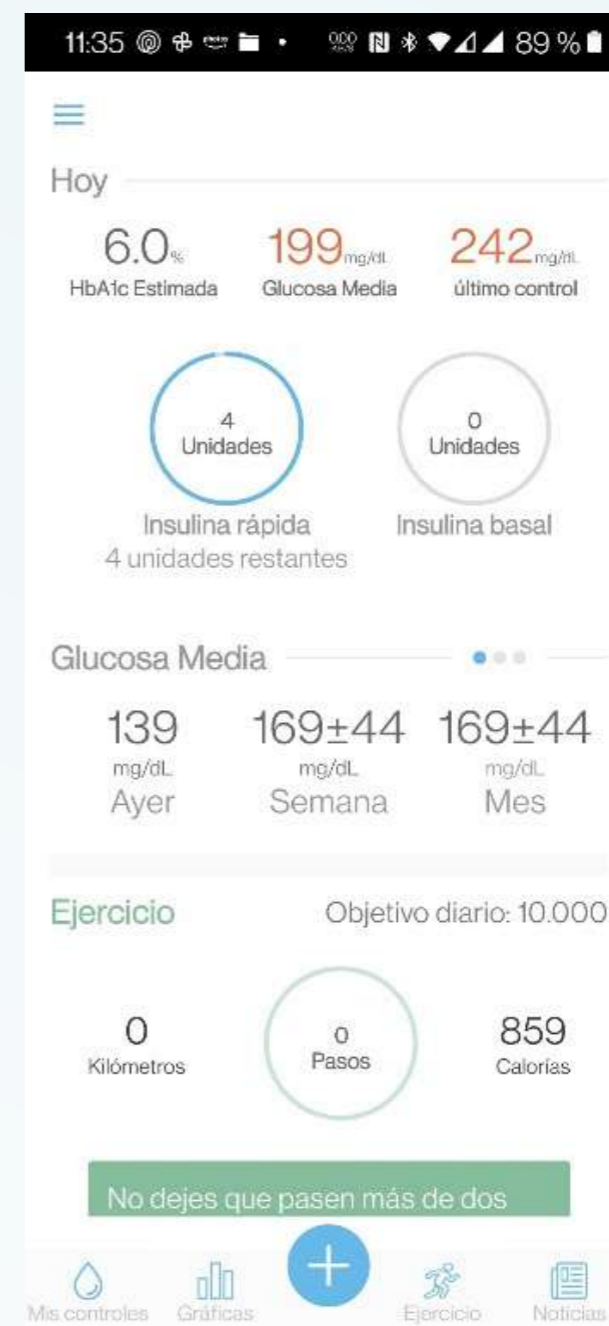 11:35 89 %
Hoy
6.0% 199mg/dL 242mg/dL
HbA1c Estimada Glucosa Media último control
4 0
Unidades Unidades
Insulina rápida Insulina basal
4 unidades restantes
Glucosa Media
139 169±44 169±44
mg/dL mg/dL mg/dL
Ayer Semana Mes
Ejercicio Objetivo diario: 10.000
0 0 859
Kilómetros Pasos Calorías
No dejes que pasen más de dos
Mis controles Gráficas Ejercicio Noticias